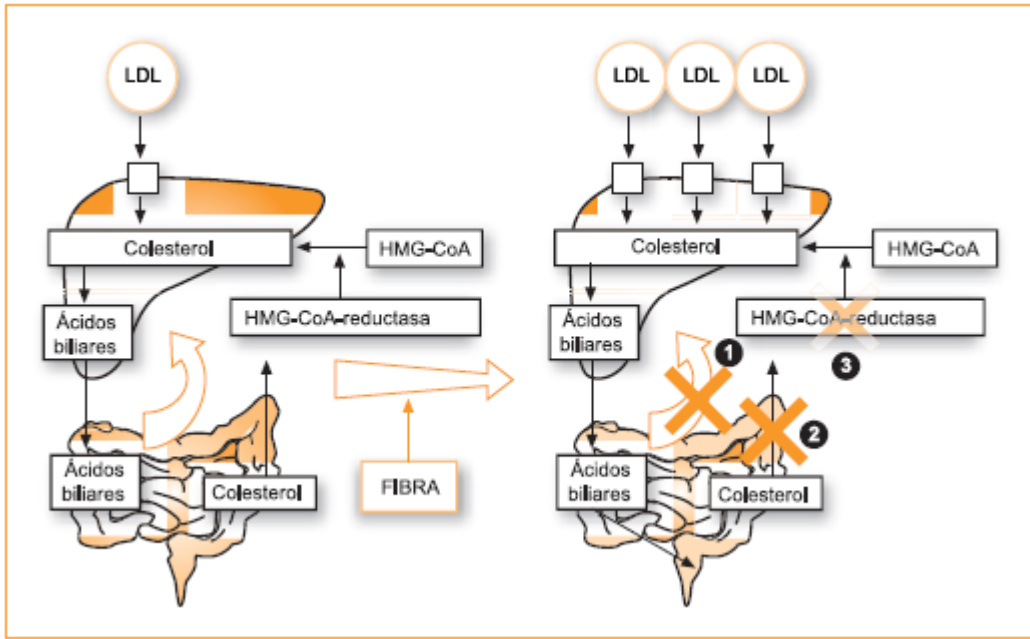 LDL
Colesterol
HMG-CoA
Ácidos
biliares
HMG-CoA-reductasa
Ácidos
biliares
Colesterol
FIBRA
LDL LDL LDL
Colesterol
HMG-CoA
Ácidos
biliares
HMG-CoA-reductasa
1
3
2
Ácidos
biliares
Colesterol